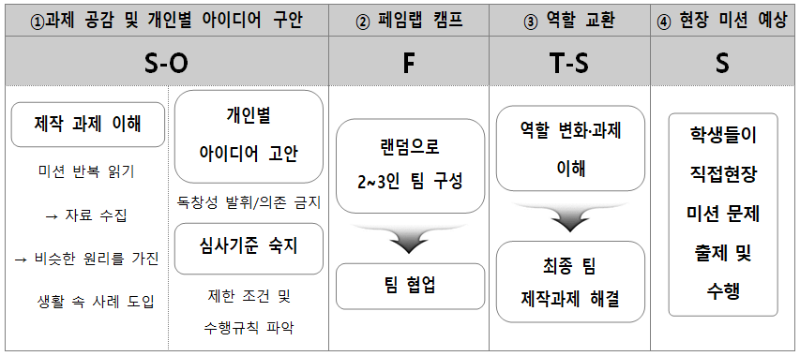 ①과제 공감 및 개인별 아이디어 구안
② 페임랩 캠프
③ 역할 교환
④ 현장 미션 예상
S-O
F
T-S
S
제작 과제 이해
미션 반복 읽기
→ 자료 수집
→ 비슷한 원리를 가진
생활 속 사례 도입
개인별
아이디어 고안
독창성 발휘/의존 금지
심사기준 숙지
제한 조건 및
수행규칙 파악
랜덤으로
2~3인 팀 구성
팀 협업
역할 변화·과제
이해
최종 팀
제작과제 해결
학생들이
직접현장
미션 문제
출제 및
수행